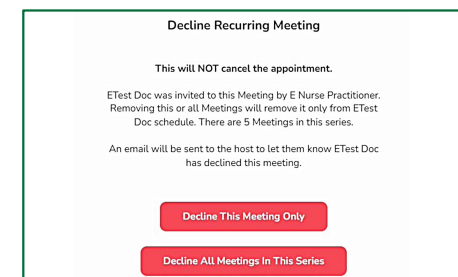 Decline Recurring Meeting
This will NOT cancel the appointment.
ETest Doc was invited to this Meeting by E Nurse Practitioner.
Removing this or all Meetings will remove it only from ETest
Doc schedule. There are 5 Meetings in this series.
An email will be sent to the host to let them know ETest Doc
has declined this meeting.
Decline This Meeting Only
Decline All Meetings In This Series